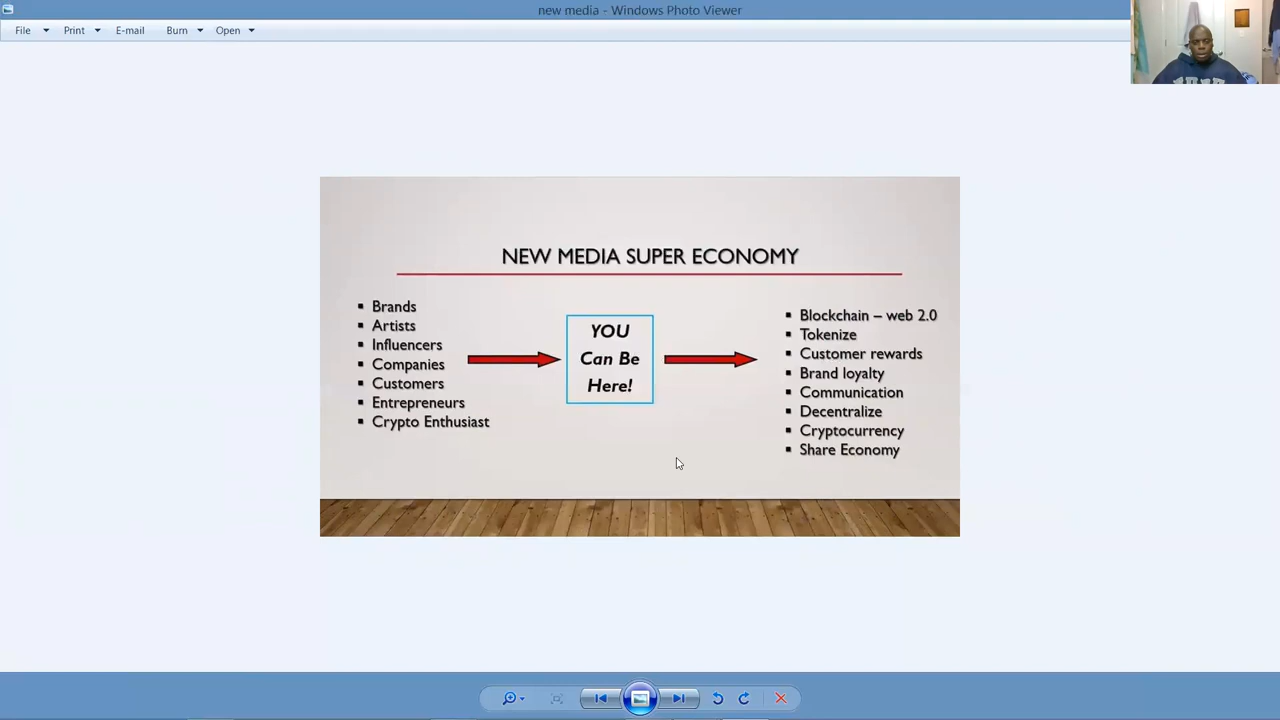 new media - Windows Photo Viewer
File Print E-mail Burn Open
NEW MEDIA SUPER ECONOMY
Brands
Artists
Influencers
Companies
Customers
Entrepreneurs
Crypto Enthusiast
YOU
Can Be
Here!
Blockchain – web 2.0
Tokenize
Customer rewards
Brand loyalty
Communication
Decentralize
Cryptocurrency
Share Economy